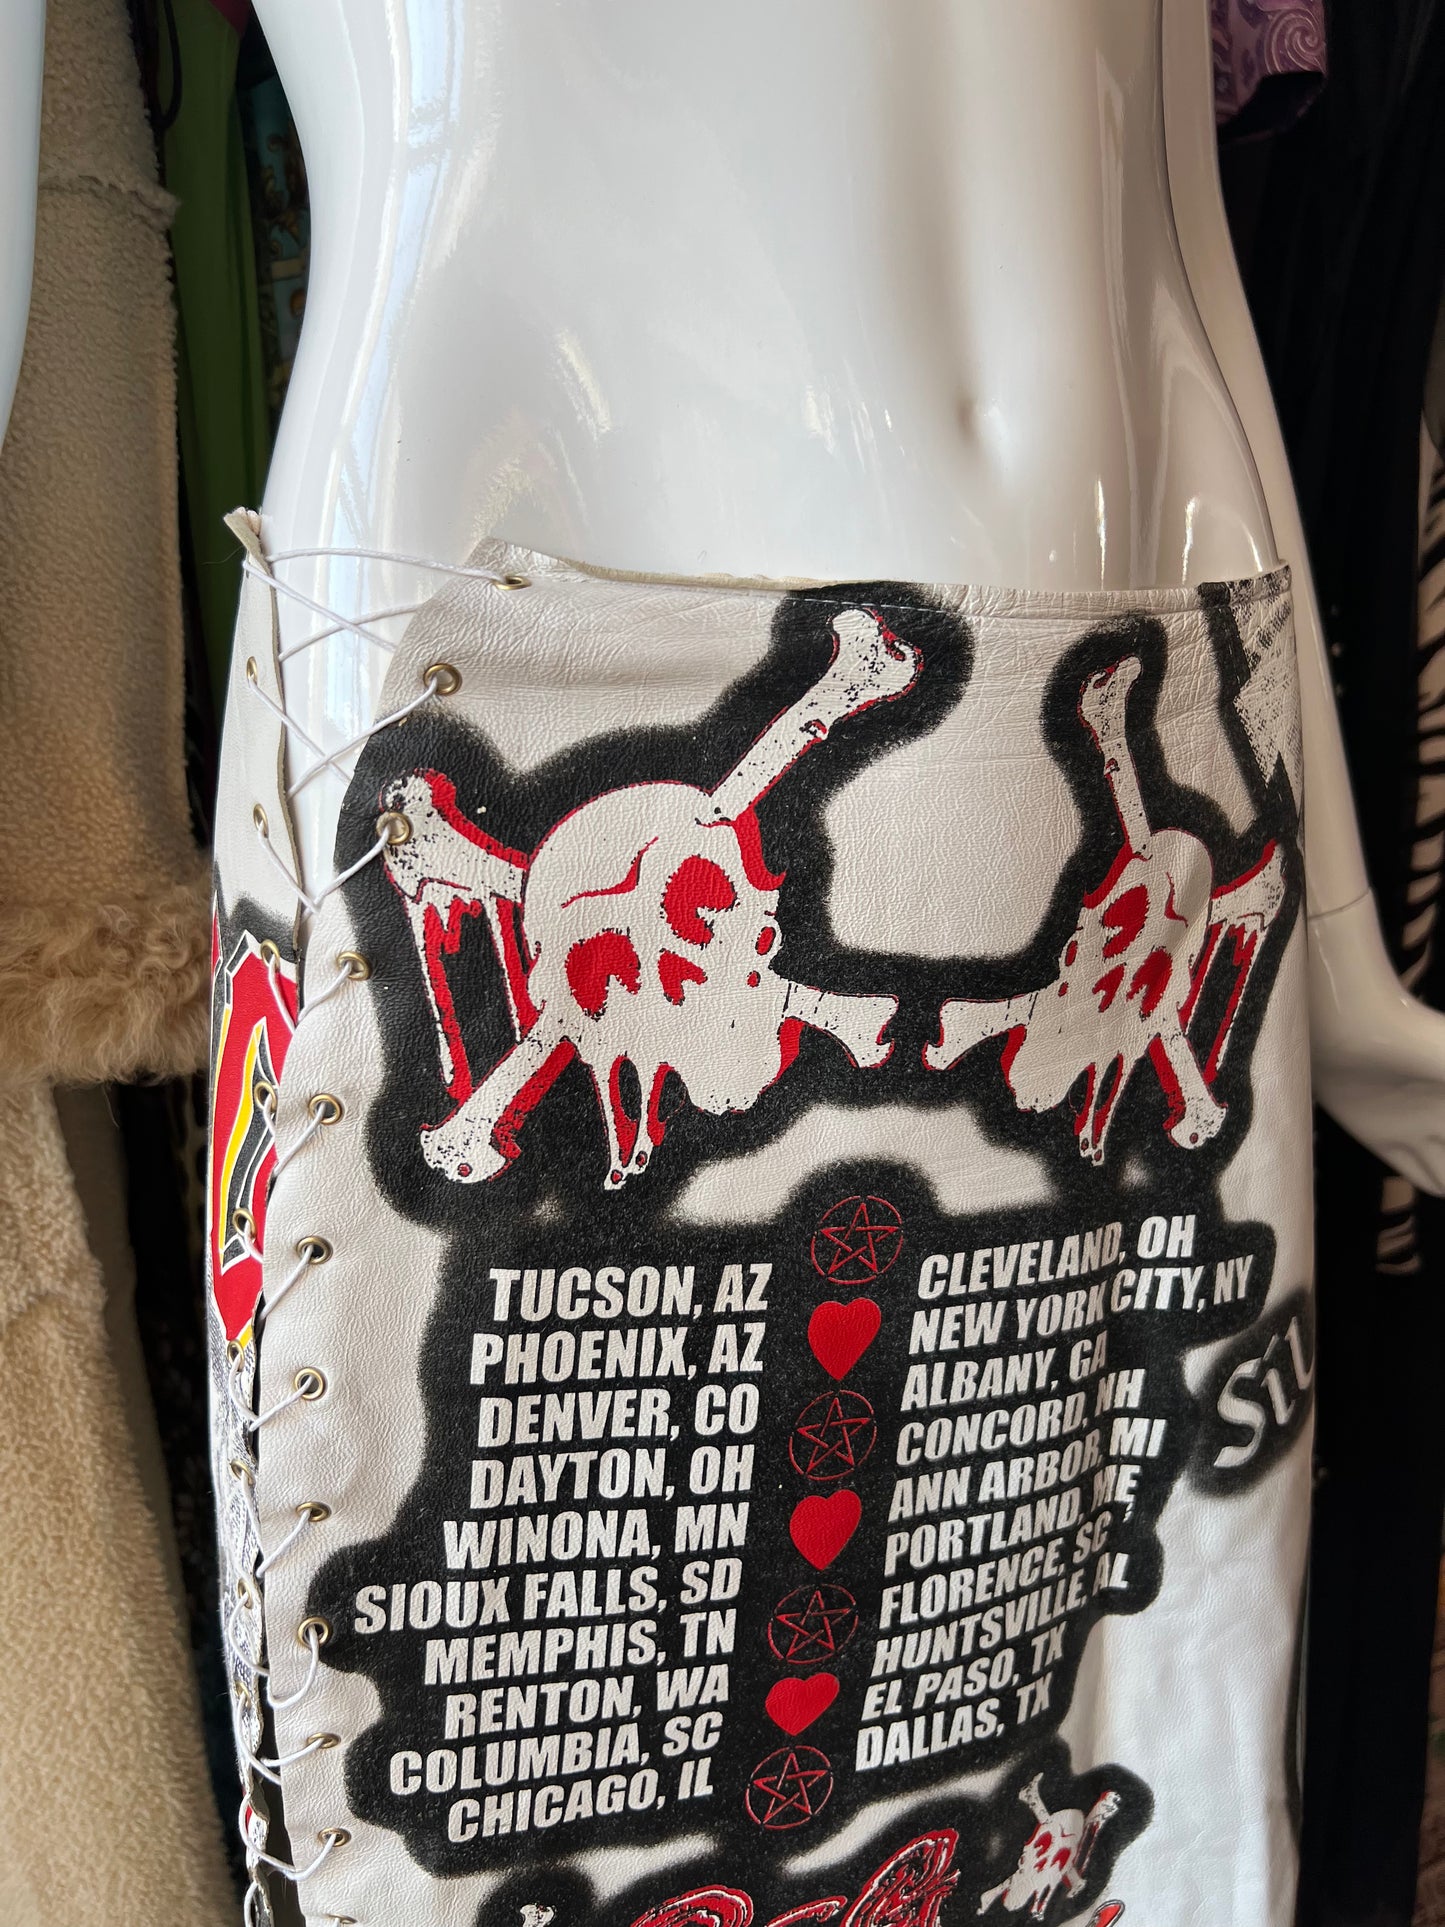 TUCSON, AZ
PHOENIX, AZ
DENVER, CO
DAYTON, OH
WINONA, MN
SIOUX FALLS, SD
MEMPHIS, TN
RENTON, WA
COLUMBIA, SC
CHICAGO, IL
CLEVELAND, OH
NEW YORK CITY, NY
ALBANY, GA
CONCORD, NH
ANN ARBOR, MI
PORTLAND, ME
FLORENCE, SC
HUNTSVILLE, AL
EL PASO, TX
DALLAS, TX